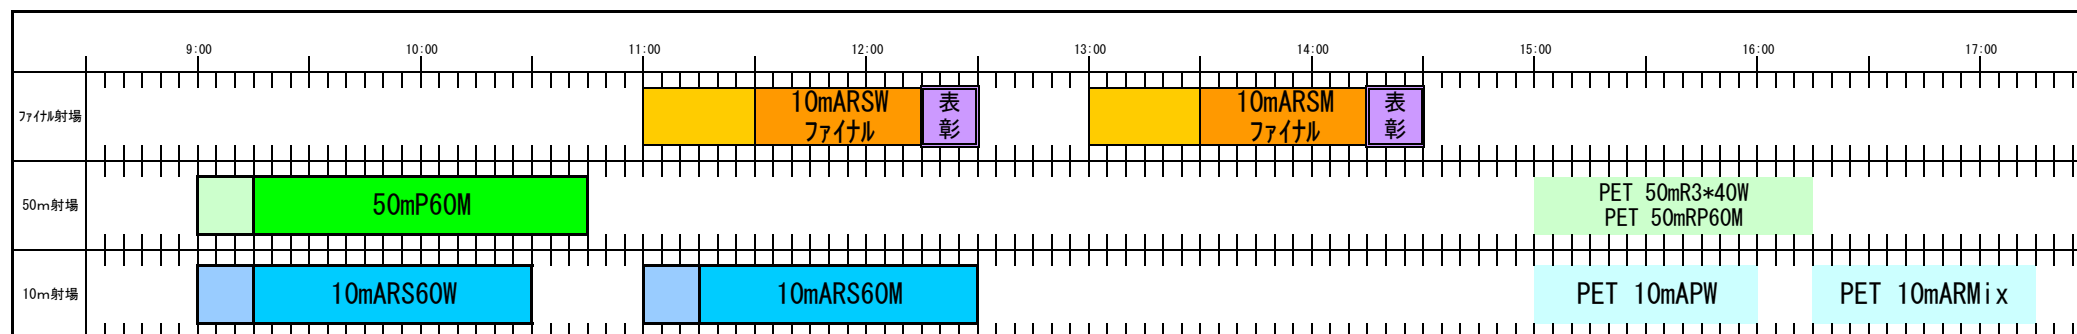 9:00 10:00 11:00 12:00 13:00 14:00 15:00 16:00 17:00
ファイナル射場
10mARSW
ファイナル
表
彰
10mARSM
ファイナル
表
彰
50m射場
50mP60M
PET 50mR3*40W
PET 50mRP60M
10m射場
10mARS60W
10mARS60M
PET 10mAPW
PET 10mARMix